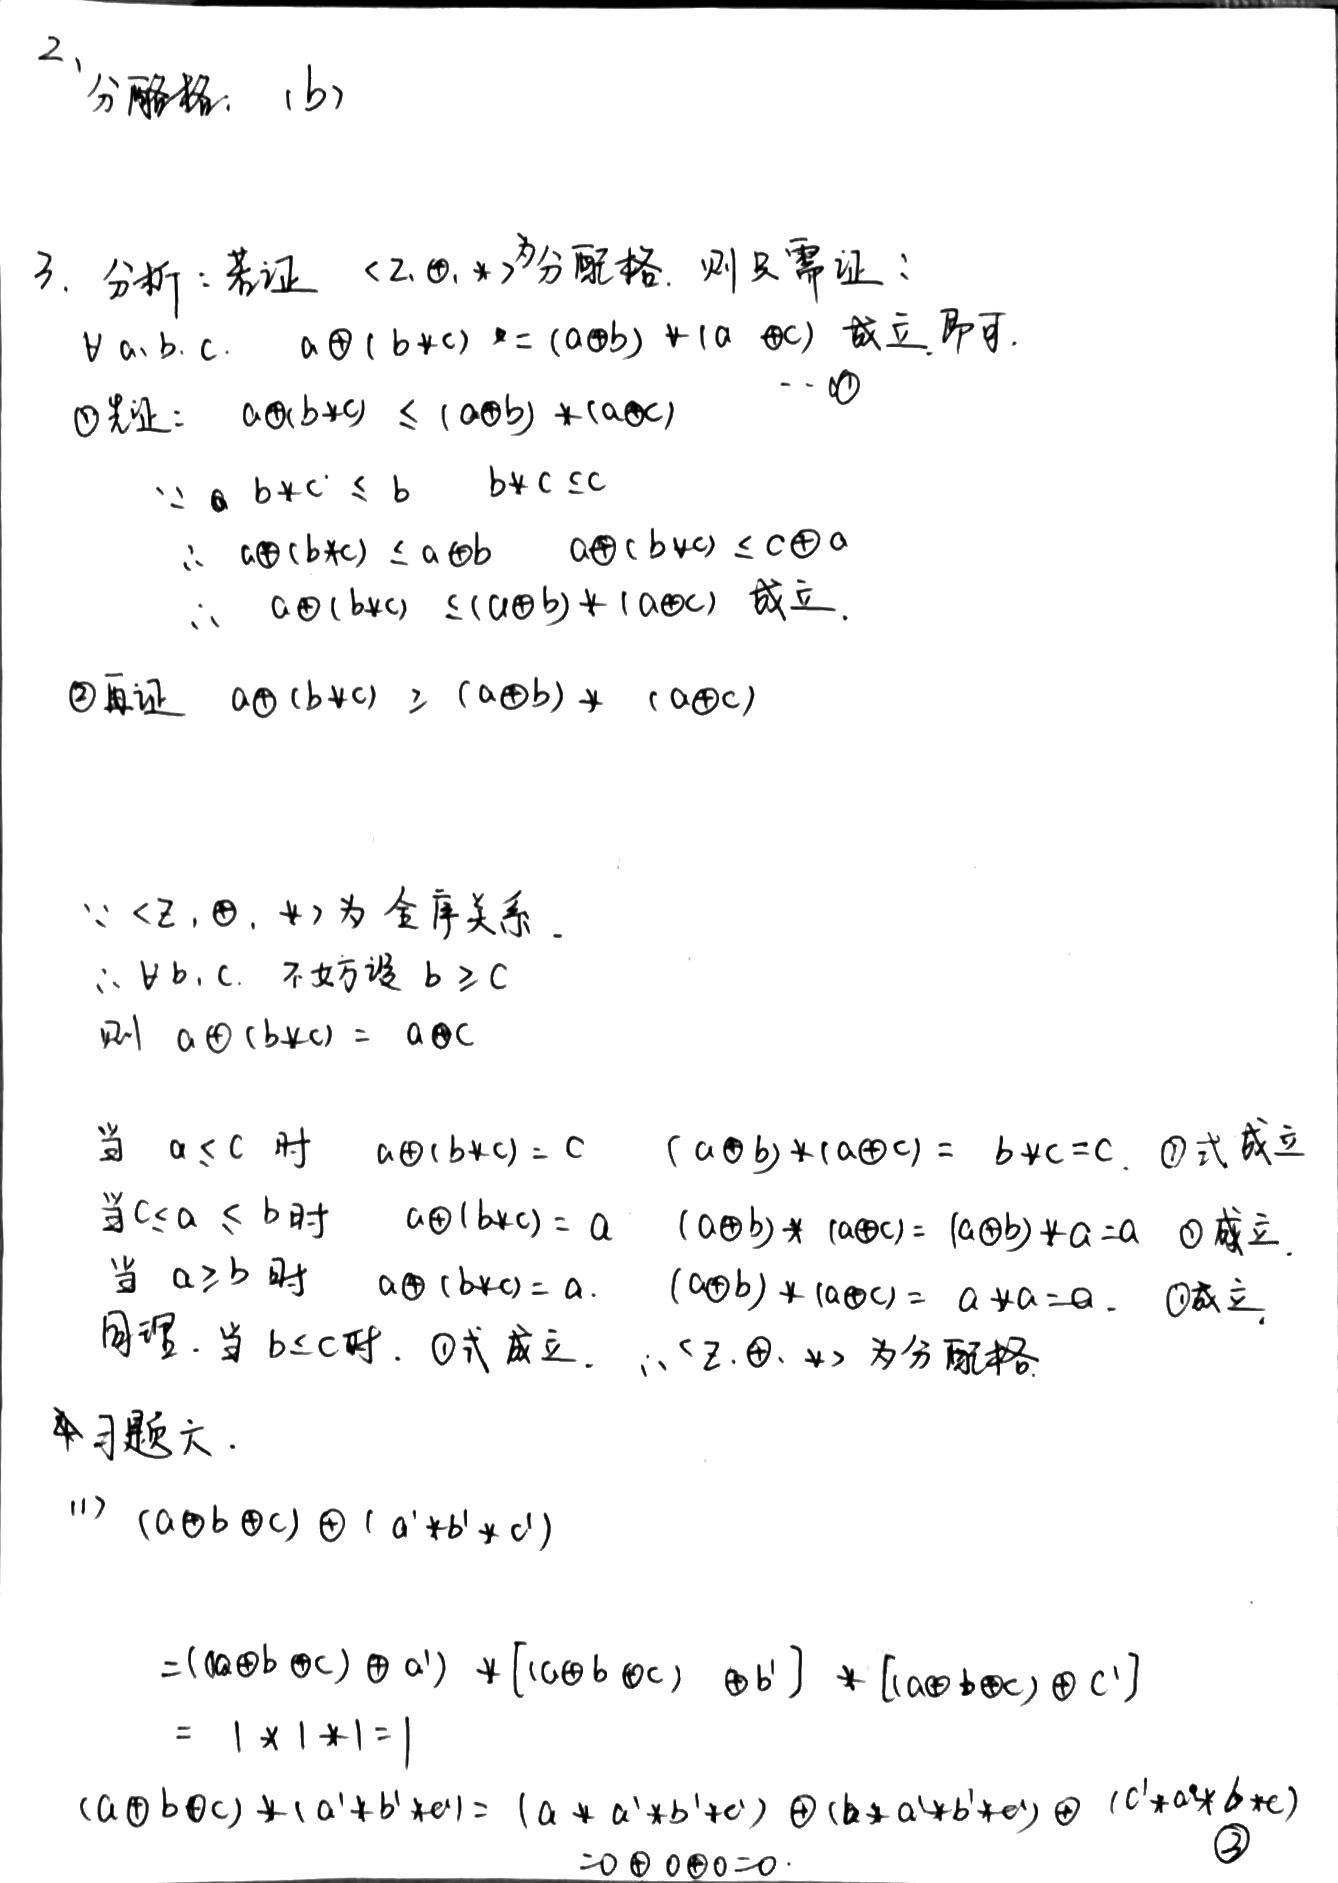 2、
分配格. (b)
3. 分析：若证 <Z, ⊕, *>为分配格. 则只需证：
∀ a、b. c. a⊕(b*c) = (a⊕b) * (a ⊕c) 成立.即可.
... ①
①先证： a⊕(b*c) ≤ (a⊕b) *(a⊕c)
∵ b*c ≤ b b*c ≤c
∴ a⊕(b*c) ≤ a⊕b a⊕(b*c) ≤ c⊕a
∴ a⊕(b*c) ≤(a⊕b)*(a⊕c) 成立.
②再证 a⊕(b*c) ≥ (a⊕b) * (a⊕c)
∵ <Z, ⊕, *> 为 全序关系.
∴ ∀ b, c. 不妨设 b ≥ c
则 a⊕(b*c) = a⊕c
当 a ≤ c 时 a⊕(b*c) = c (a⊕b)*(a⊕c) = b*c=c. ①式成立
当c≤a ≤ b时 a⊕(b*c) = a (a⊕b)* (a⊕c)= (a⊕b)*a=a ①成立.
当 a≥b时 a⊕(b*c)= a. (a⊕b)*(a⊕c)= a*a=a. ①成立.
同理.当 b≤c时. ①式成立. ∴<Z.⊕. *> 为分配格.
习题六.
(1) (a⊕b⊕c) ⊕ ( a'*b'*c')
=((a⊕b⊕c) ⊕ a') * [(a⊕b⊕c) ⊕b'] * [(a⊕b⊕c) ⊕ c']
= 1*1*1=1
(a⊕b⊕c) *(a'*b'*c')= (a * a'*b'*c') ⊕(b* a'*b'*c') ⊕ (c'*a'*b'*c)
=0⊕0⊕0=0.
③